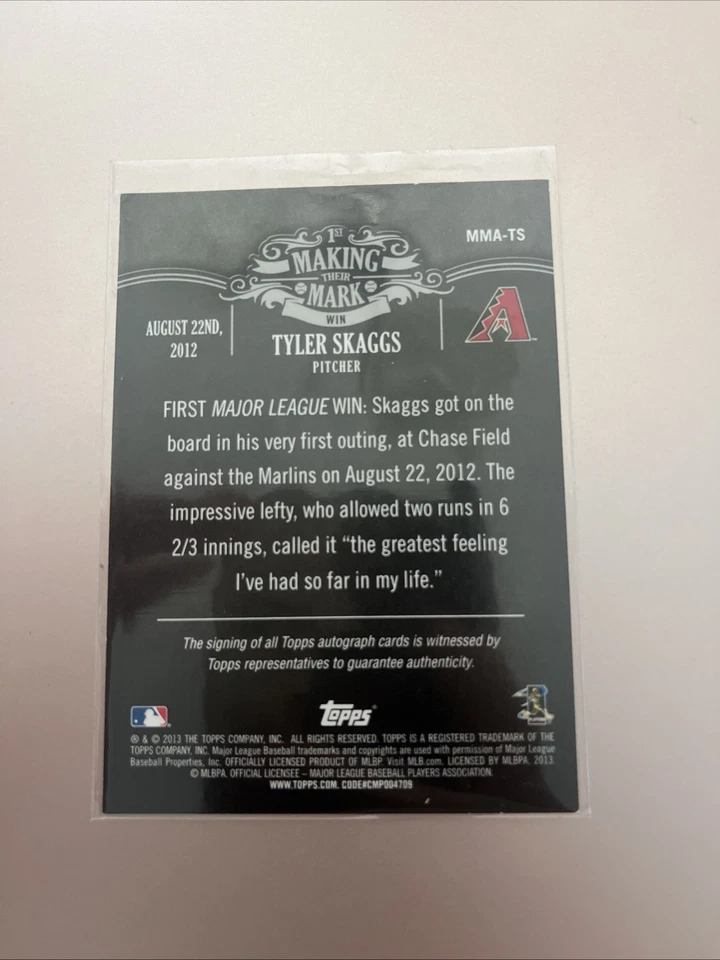 MMA-TS
1ST
MAKING
THEIR
MARK
WIN
AUGUST 22ND,
2012
TYLER SKAGGS
PITCHER
A
FIRST MAJOR LEAGUE WIN: Skaggs got on the
board in his very first outing, at Chase Field
against the Marlins on August 22, 2012. The
impressive lefty, who allowed two runs in 6
2/3 innings, called it “the greatest feeling
I’ve had so far in my life.”
The signing of all Topps autograph cards is witnessed by
Topps representatives to guarantee authenticity.
Topps
® & © 2013 THE TOPPS COMPANY, INC. ALL RIGHTS RESERVED. TOPPS IS A REGISTERED TRADEMARK OF THE
TOPPS COMPANY, INC. Major League Baseball trademarks and copyrights are used with permission of Major League
Baseball Properties, Inc. OFFICIALLY LICENSED PRODUCT OF MLBP. Visit MLB.com. LICENSED BY MLBPA, 2013.
© MLBPA. OFFICIAL LICENSEE – MAJOR LEAGUE BASEBALL PLAYERS ASSOCIATION.
WWW.TOPPS.COM. CODE#CMP004709